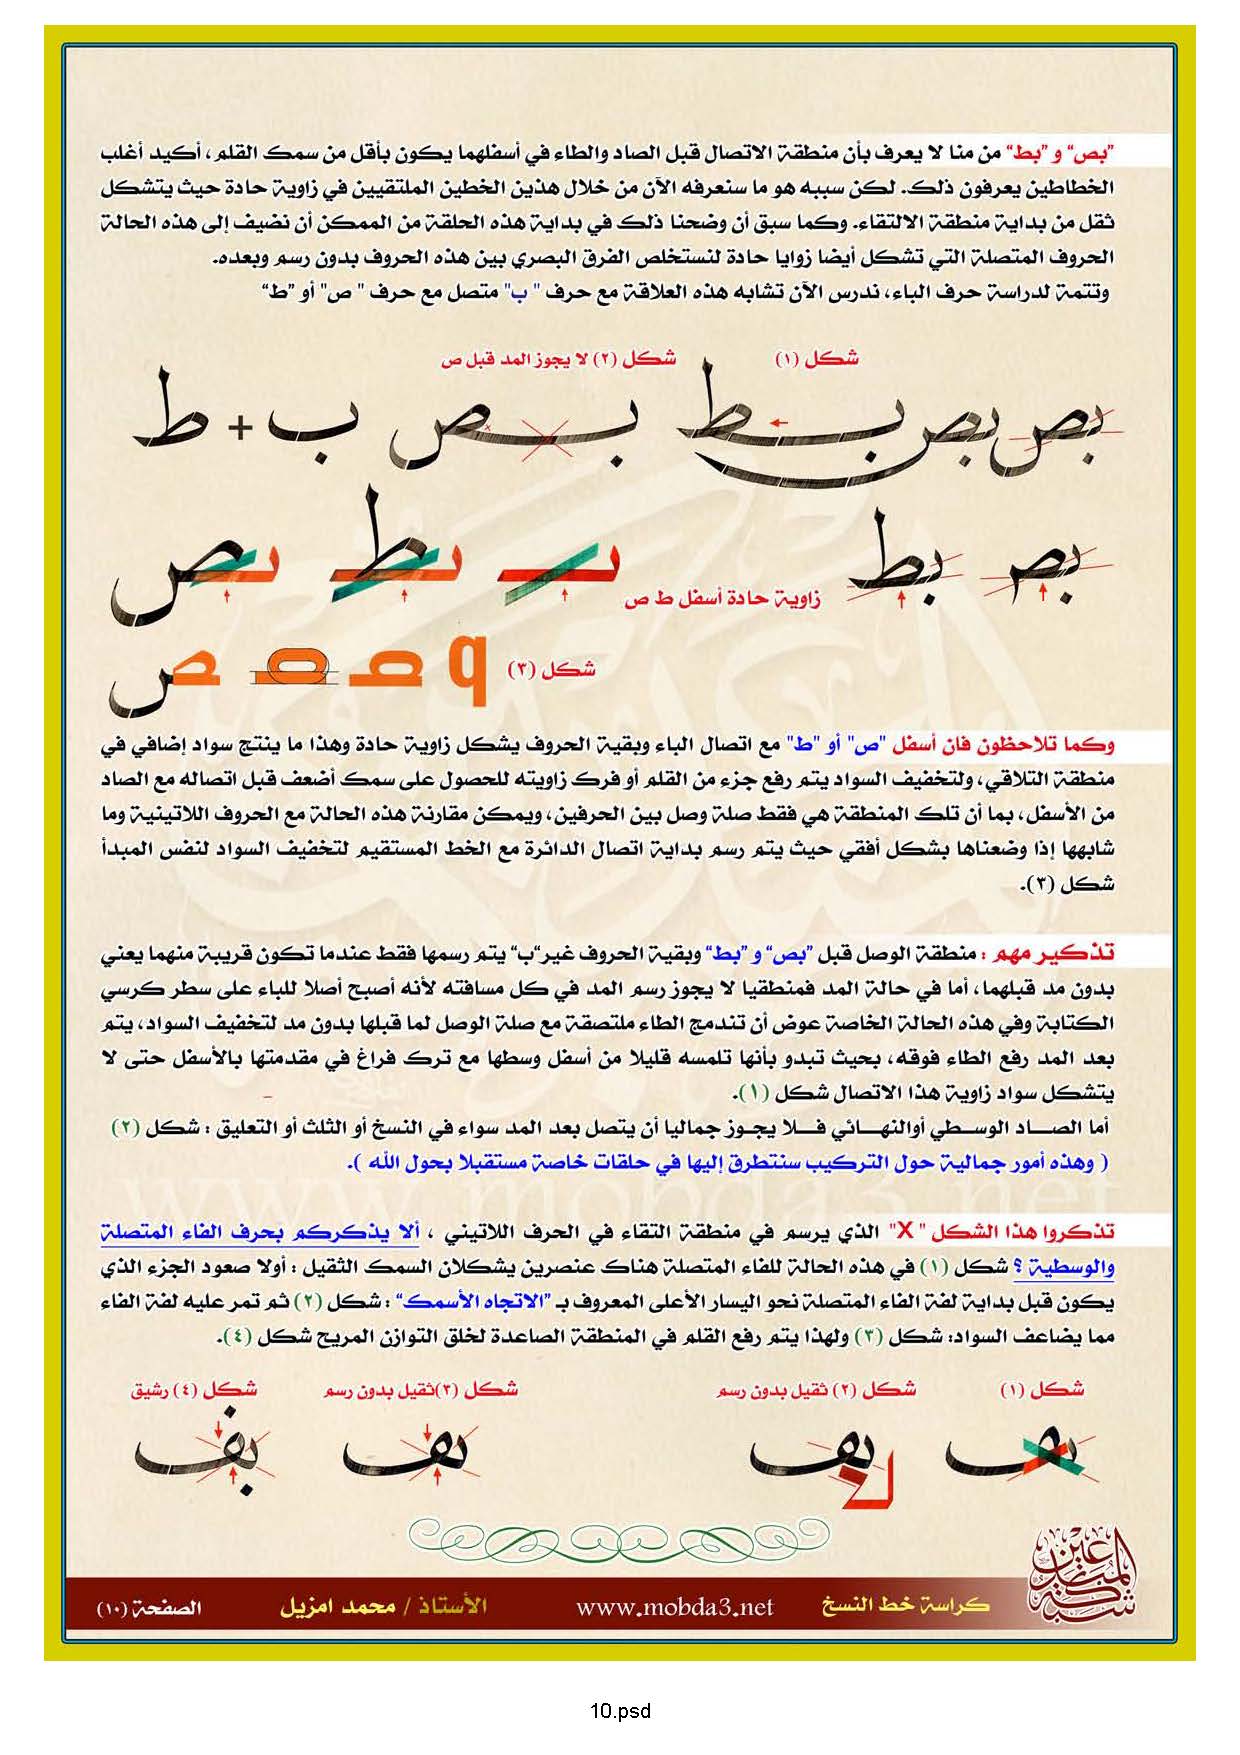 "بص" و "بط" من منا لا يعرف بأن منطقة الاتصال قبل الصاد والطاء في أسفلهما يكون بأقل من سمك القلم، أكيد أغلب
الخطاطين يعرفون ذلك. لكن سببه هو ما سنعرفه الآن من خلال هذين الخطين الملتقيين في زاوية حادة حيث يتشكل
ثقل من بداية منطقة الالتقاء. وكما سبق أن وضحنا ذلك في بداية هذه الحلقة من الممكن أن نضيف إلى هذه الحالة
الحروف المتصلة التي تشكل أيضا زوايا حادة لنستخلص الفرق البصري بين هذه الحروف بدون رسم وبعده.
وتتمة لدراسة حرف الباء، ندرس الآن تشابه هذه العلاقة مع حرف " ب" متصل مع حرف " ص" أو "ط"
شكل (١)
شكل (٢) لا يجوز المد قبل ص
بص بص بط بص ب + ط
بص بط
زاوية حادة أسفل ط ص
بط بص
شكل (٣)
q ص
وكما تلاحظون فان أسفل "ص" أو "ط" مع اتصال الباء وبقية الحروف يشكل زاوية حادة وهذا ما ينتج سواد إضافي في
منطقة التلاقي، ولتخفيف السواد يتم رفع جزء من القلم أو فرك زاويته للحصول على سمك أضعف قبل اتصاله مع الصاد
من الأسفل، بما أن تلك المنطقة هي فقط صلة وصل بين الحرفين، ويمكن مقارنة هذه الحالة مع الحروف اللاتينية وما
شابهها إذا وضعناها بشكل أفقي حيث يتم رسم بداية اتصال الدائرة مع الخط المستقيم لتخفيف السواد لنفس المبدأ
شكل (٣).
تذكير مهم : منطقة الوصل قبل "بص" و "بط" وبقية الحروف غير"ب" يتم رسمها فقط عندما تكون قريبة منهما يعني
بدون مد قبلهما، أما في حالة المد فمنطقيا لا يجوز رسم المد في كل مسافته لأنه أصبح أصلا للباء على سطر كرسي
الكتابة وفي هذه الحالة الخاصة عوض أن تندمج الطاء ملتصقة مع صلة الوصل لما قبلها بدون مد لتخفيف السواد، يتم
بعد المد رفع الطاء فوقه، بحيث تبدو بأنها تلمسه قليلا من أسفل وسطها مع ترك فراغ في مقدمتها بالأسفل حتى لا
يتشكل سواد زاوية هذا الاتصال شكل (١).
أما الصاد الوسطي أوالنهائي فلا يجوز جماليا أن يتصل بعد المد سواء في النسخ أو الثلث أو التعليق : شكل (٢)
( وهذه أمور جمالية حول التركيب سنتطرق إليها في حلقات خاصة مستقبلا بحول الله ).
www.mobda3.net
تذكروا هذا الشكل " X" الذي يرسم في منطقة التقاء في الحرف اللاتيني ، ألا يذكركم بحرف الفاء المتصلة
والوسطية ؟ شكل (١) في هذه الحالة للفاء المتصلة هناك عنصرين يشكلان السمك الثقيل : أولا صعود الجزء الذي
يكون قبل بداية لفة الفاء المتصلة نحو اليسار الأعلى المعروف بـ "الاتجاه الأسمك" : شكل (٢) ثم تمر عليه لفة الفاء
مما يضاعف السواد: شكل (٣) ولهذا يتم رفع القلم في المنطقة الصاعدة لخلق التوازن المريح شكل (٤).
شكل (١)
شكل (٢) ثقيل بدون رسم
شكل (٣)ثقيل بدون رسم
شكل (٤) رشيق
بف
شبكة المبدعين
كراسة خط النسخ
www.mobda3.net
الأستاذ / محمد امزيل
الصفحة (١٠)
10.psd